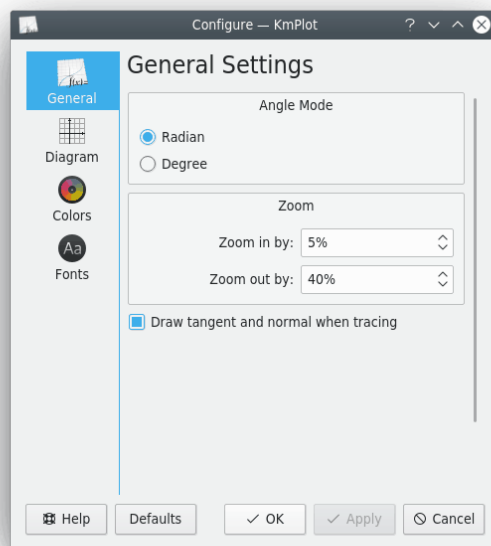 Configure — KmPlot
General Settings
General
Diagram
Colors
Aa
Fonts
Angle Mode
Radian
Degree
Zoom
Zoom in by: 5%
Zoom out by: 40%
Draw tangent and normal when tracing
Help Defaults OK Apply Cancel